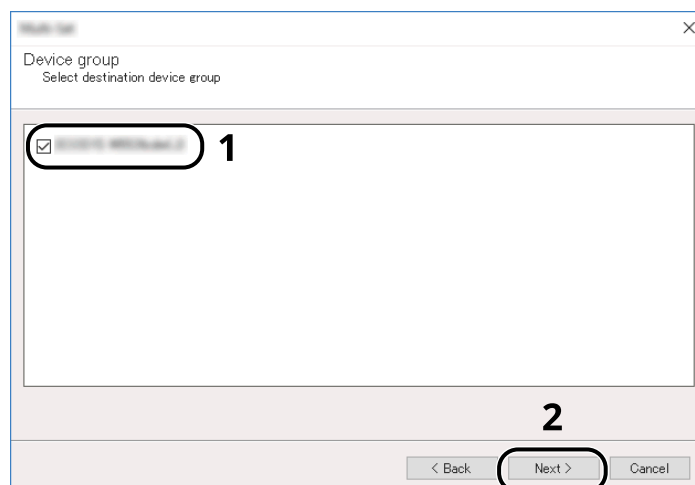 Device group
Select destination device group
1
2
< Back
Next >
Cancel